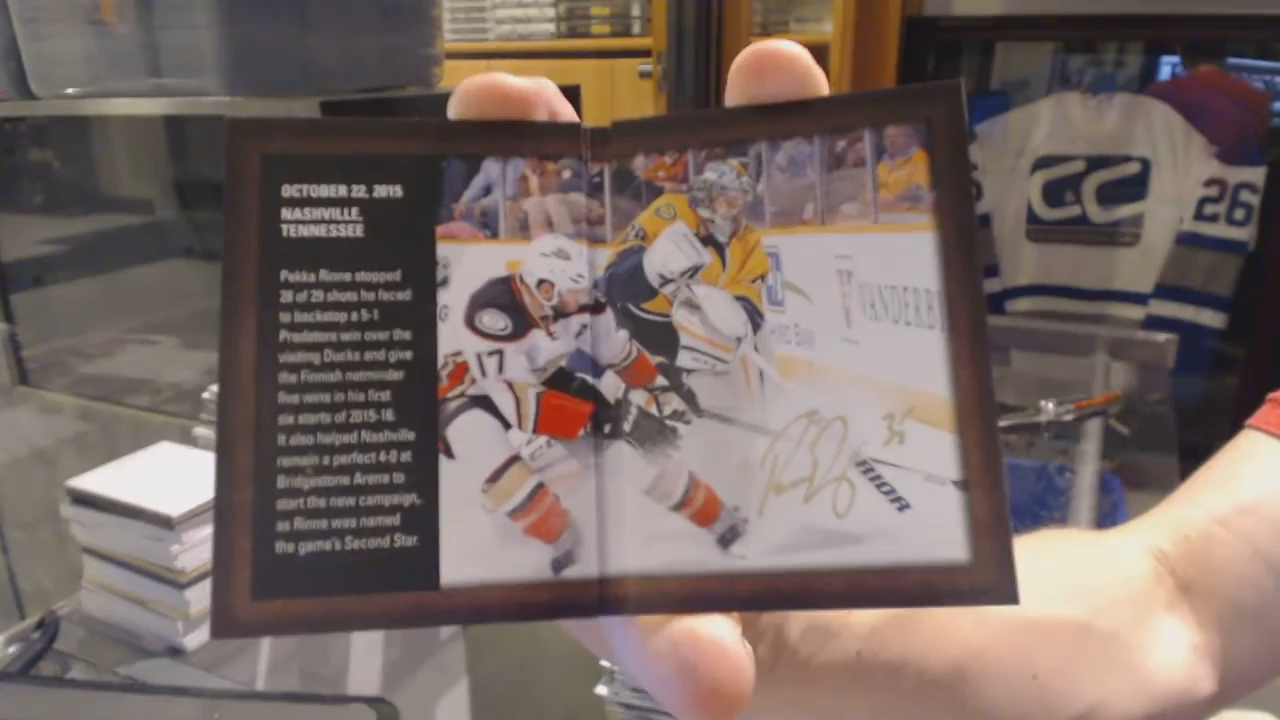 OCTOBER 22, 2015
NASHVILLE,
TENNESSEE
Pekka Rinne stopped
28 of 29 shots he faced
to backstop a 5-1
Predators win over the
visiting Ducks and give
the Finnish netminder
five wins in his first
six starts of 2015-16.
It also helped Nashville
remain a perfect 4-0 at
Bridgestone Arena to
start the new campaign,
as Rinne was named
the game's Second Star.
17
VANDERB
35
RIOR
CC
26